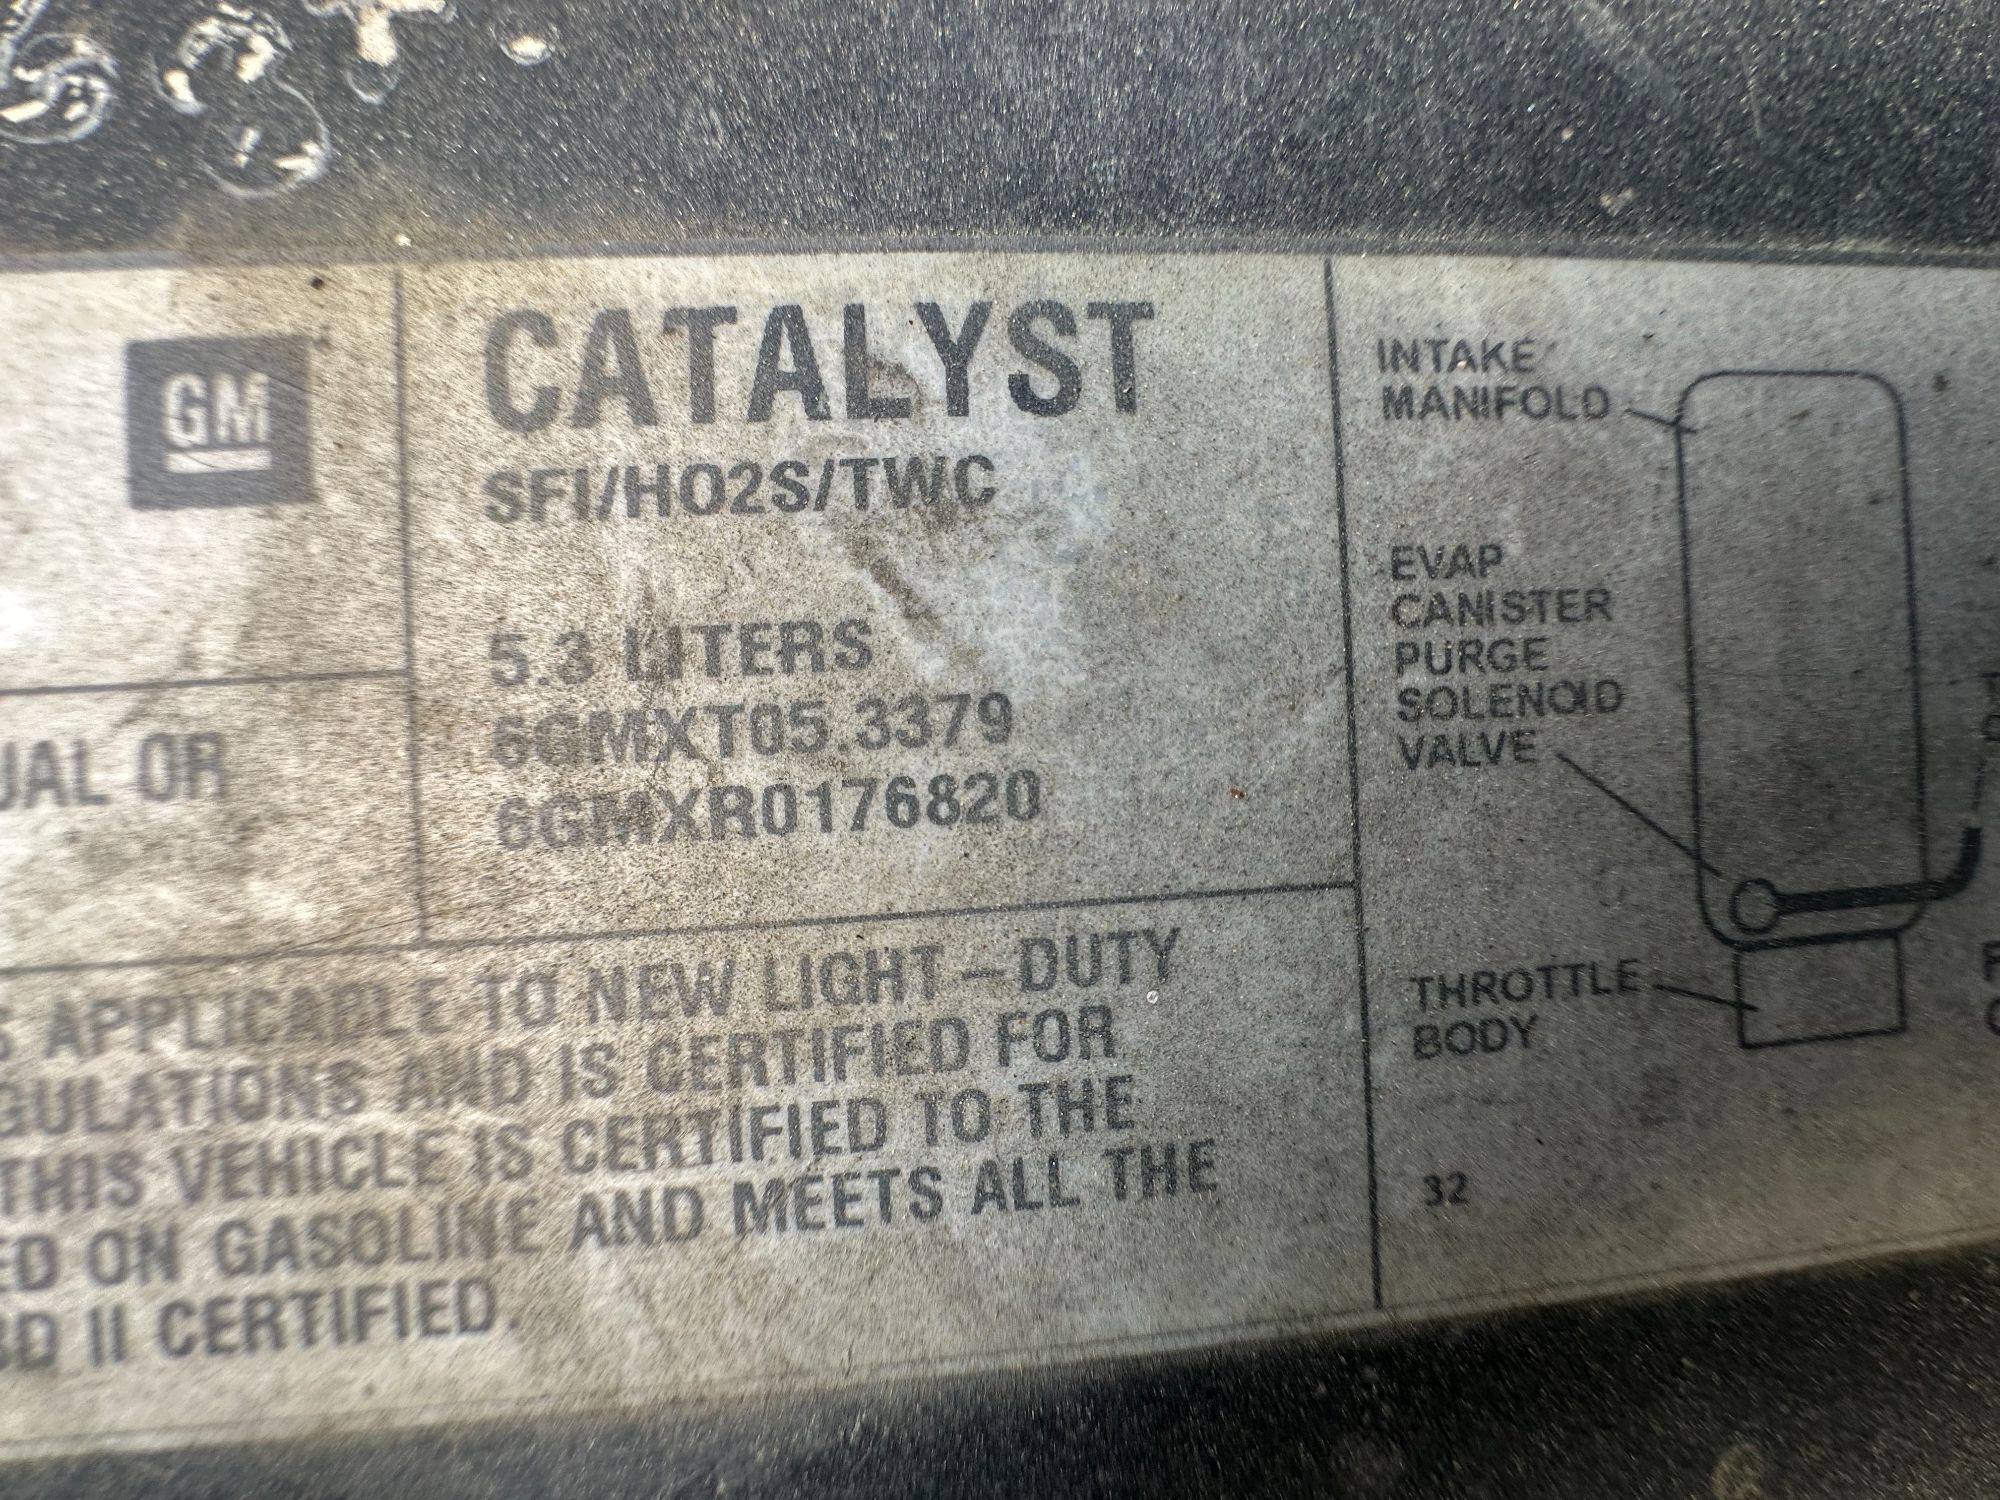 GM
CATALYST
SFI/HO2S/TWC
5.3 LITERS
6GMXT05.3379
6GMXR0176820
UAL OR
S APPLICABLE TO NEW LIGHT-DUTY
GULATIONS AND IS CERTIFIED FOR
THIS VEHICLE IS CERTIFIED TO THE
ED ON GASOLINE AND MEETS ALL THE
BD II CERTIFIED.
INTAKE
MANIFOLD
EVAP
CANISTER
PURGE
SOLENOID
VALVE
THROTTLE
BODY
32